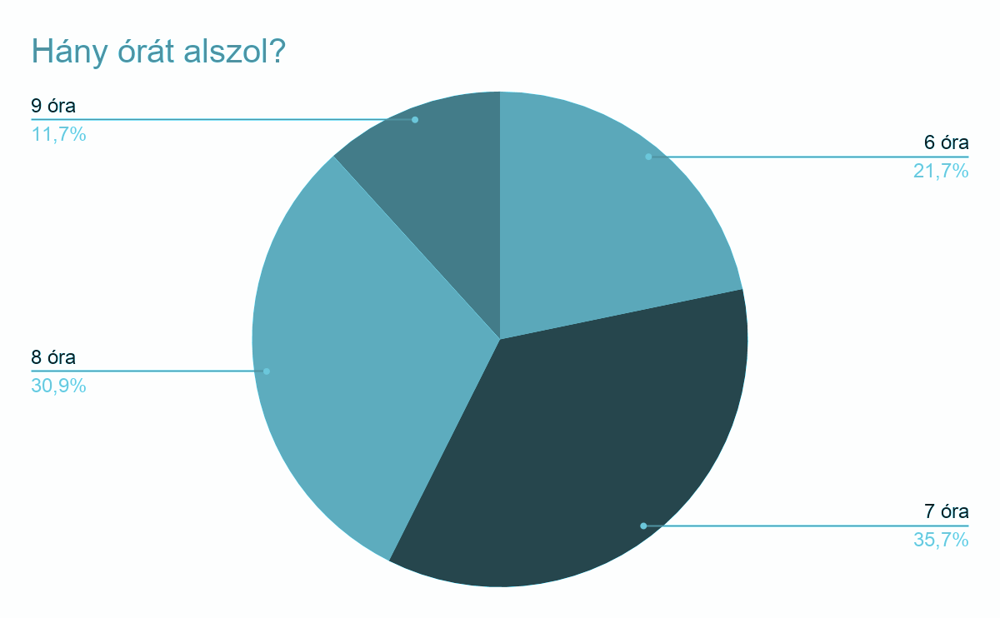 Hány órát alszol?
9 óra
11,7%
6 óra
21,7%
8 óra
30,9%
7 óra
35,7%